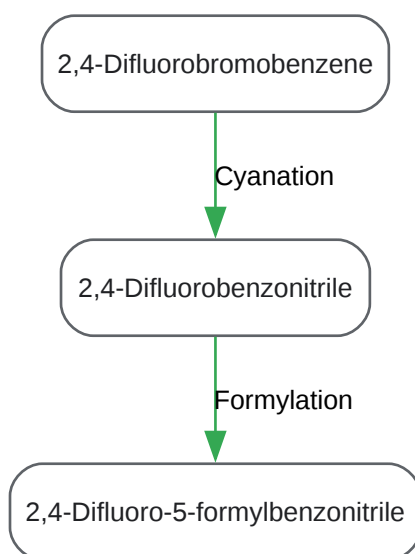 2,4-Difluorobromobenzene
Cyanation
2,4-Difluorobenzonitrile
Formylation
2,4-Difluoro-5-formylbenzonitrile